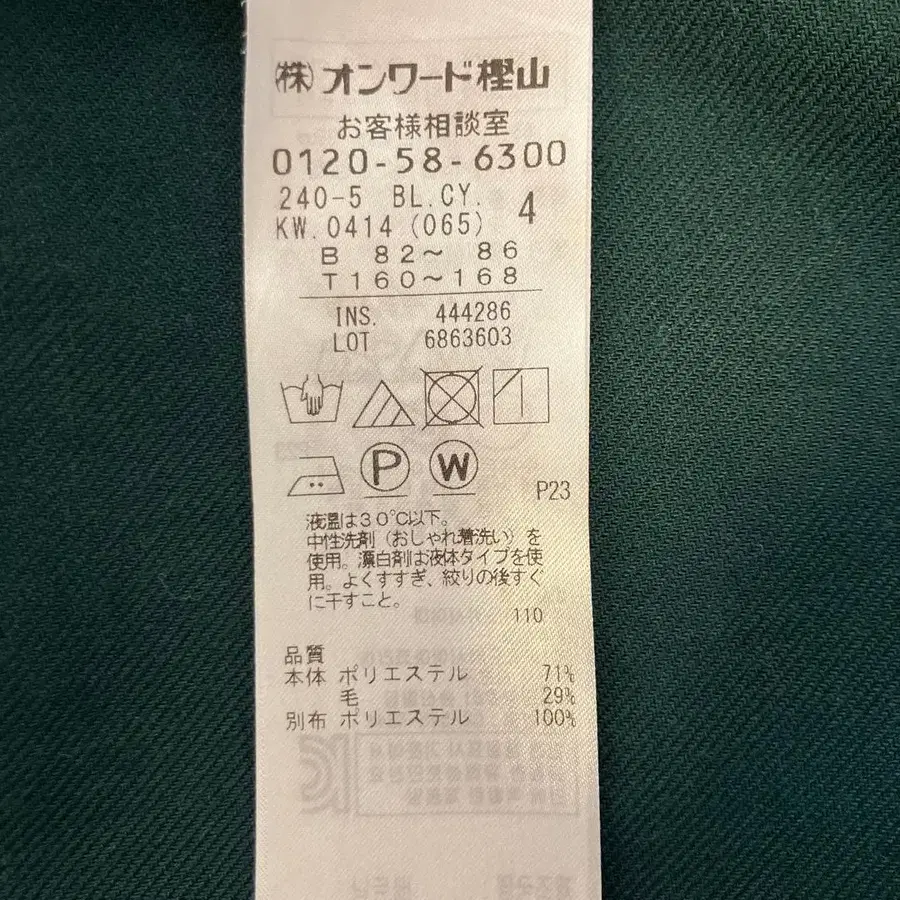 ㈱オンワード樫山
お客様相談室
0120-58-6300
240-5 BL.CY. 4
KW.0414 (065)
B 82～ 86
T160～168
INS. 444286
LOT 6863603
P
W
P23
液温は30℃以下。
中性洗剤（おしゃれ着洗い）を
使用。漂白剤は液体タイプを使
用。よくすすぎ、絞りの後すぐ
に干すこと。
110
品質
本体 ポリエステル 71%
毛 29%
別布 ポリエステル 100%